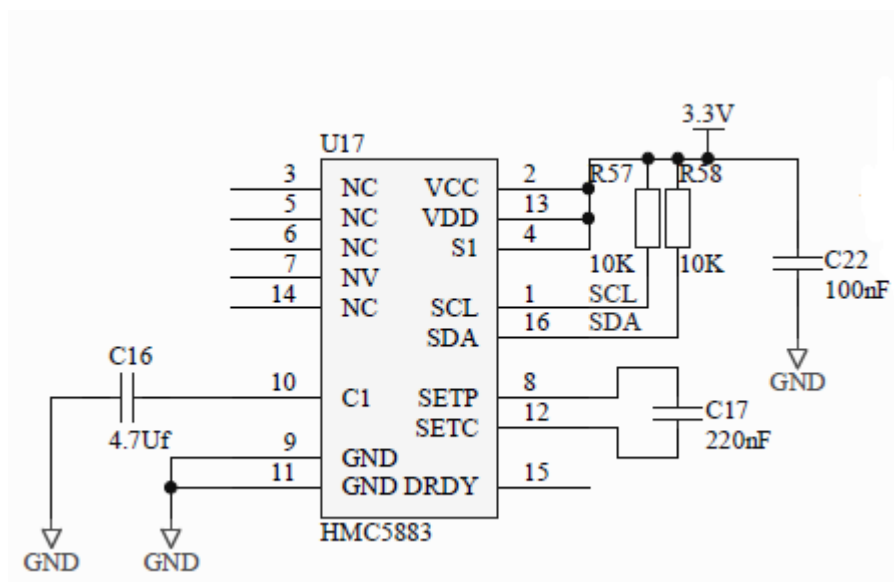 3.3V
U17
3 NC VCC 2 R57 R58
5 NC VDD 13
6 NC S1 4
7 NV 10K 10K C22
14 NC SCL 1 SCL 100nF
SDA 16 SDA
C16
10 C1 SETP 8 GND
4.7Uf SETC 12 C17
9 GND 220nF
11 GND DRDY 15
HMC5883
GND GND